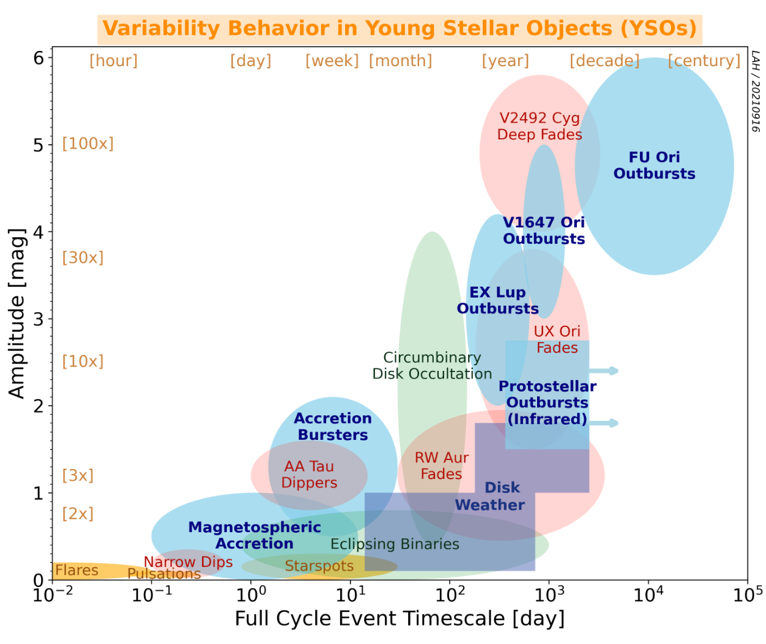 Variability Behavior in Young Stellar Objects (YSOs)
[hour] [day] [week] [month] [year] [decade] [century]
LAH / 20210916
6
5
4
3
2
1
0
Amplitude [mag]
[100x]
[30x]
[10x]
[3x]
[2x]
V2492 Cyg
Deep Fades
FU Ori
Outbursts
V1647 Ori
Outbursts
EX Lup
Outbursts
UX Ori
Fades
Circumbinary
Disk Occultation
Protostellar
Outbursts
(Infrared)
Accretion
Bursters
AA Tau
Dippers
RW Aur
Fades
Disk
Weather
Magnetospheric
Accretion
Eclipsing Binaries
Narrow Dips
Starspots
Flares
Pulsations
10⁻² 10⁻¹ 10⁰ 10¹ 10² 10³ 10⁴ 10⁵
Full Cycle Event Timescale [day]